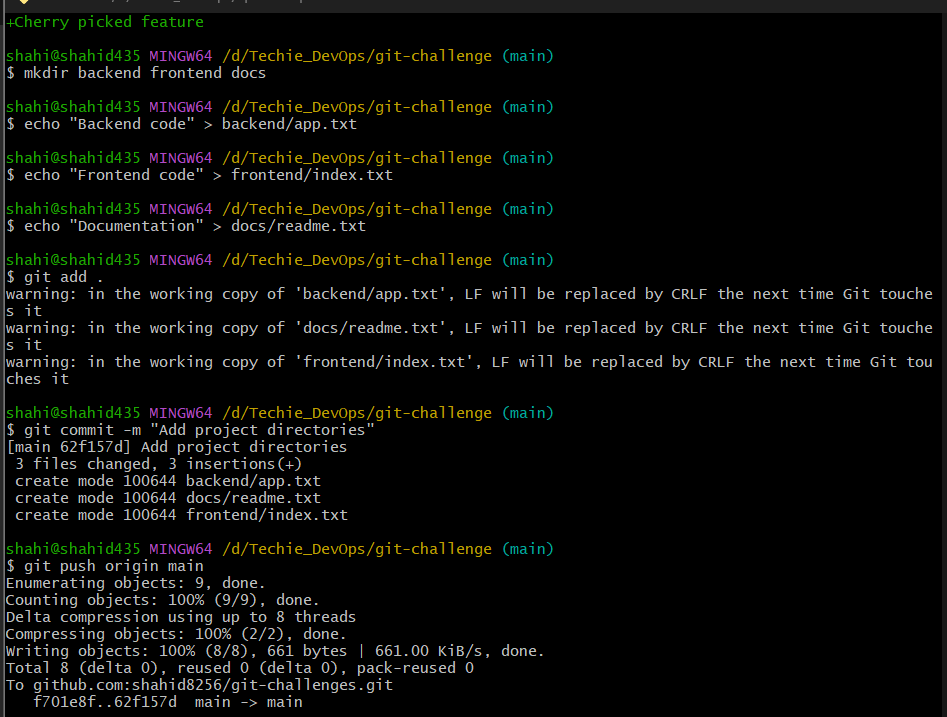 +Cherry picked feature
shahi@shahid435 MINGW64 /d/Techie_DevOps/git-challenge (main)
$ mkdir backend frontend docs
shahi@shahid435 MINGW64 /d/Techie_DevOps/git-challenge (main)
$ echo "Backend code" > backend/app.txt
shahi@shahid435 MINGW64 /d/Techie_DevOps/git-challenge (main)
$ echo "Frontend code" > frontend/index.txt
shahi@shahid435 MINGW64 /d/Techie_DevOps/git-challenge (main)
$ echo "Documentation" > docs/readme.txt
shahi@shahid435 MINGW64 /d/Techie_DevOps/git-challenge (main)
$ git add .
warning: in the working copy of 'backend/app.txt', LF will be replaced by CRLF the next time Git touche
s it
warning: in the working copy of 'docs/readme.txt', LF will be replaced by CRLF the next time Git touche
s it
warning: in the working copy of 'frontend/index.txt', LF will be replaced by CRLF the next time Git tou
ches it
shahi@shahid435 MINGW64 /d/Techie_DevOps/git-challenge (main)
$ git commit -m "Add project directories"
[main 62f157d] Add project directories
 3 files changed, 3 insertions(+)
 create mode 100644 backend/app.txt
 create mode 100644 docs/readme.txt
 create mode 100644 frontend/index.txt
shahi@shahid435 MINGW64 /d/Techie_DevOps/git-challenge (main)
$ git push origin main
Enumerating objects: 9, done.
Counting objects: 100% (9/9), done.
Delta compression using up to 8 threads
Compressing objects: 100% (2/2), done.
Writing objects: 100% (8/8), 661 bytes | 661.00 KiB/s, done.
Total 8 (delta 0), reused 0 (delta 0), pack-reused 0
To github.com:shahid8256/git-challenges.git
   f701e8f..62f157d  main -> main